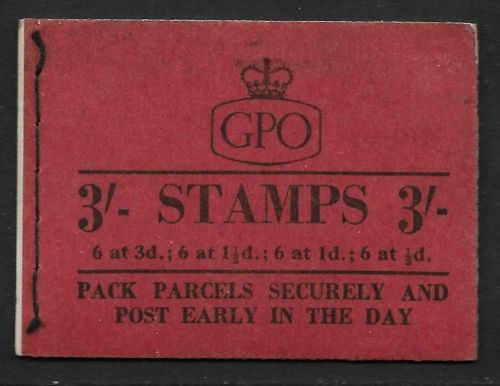 GPO
3/- STAMPS 3/-
6 at 3d.; 6 at 1½d.; 6 at 1d.; 6 at ½d.
PACK PARCELS SECURELY AND
POST EARLY IN THE DAY